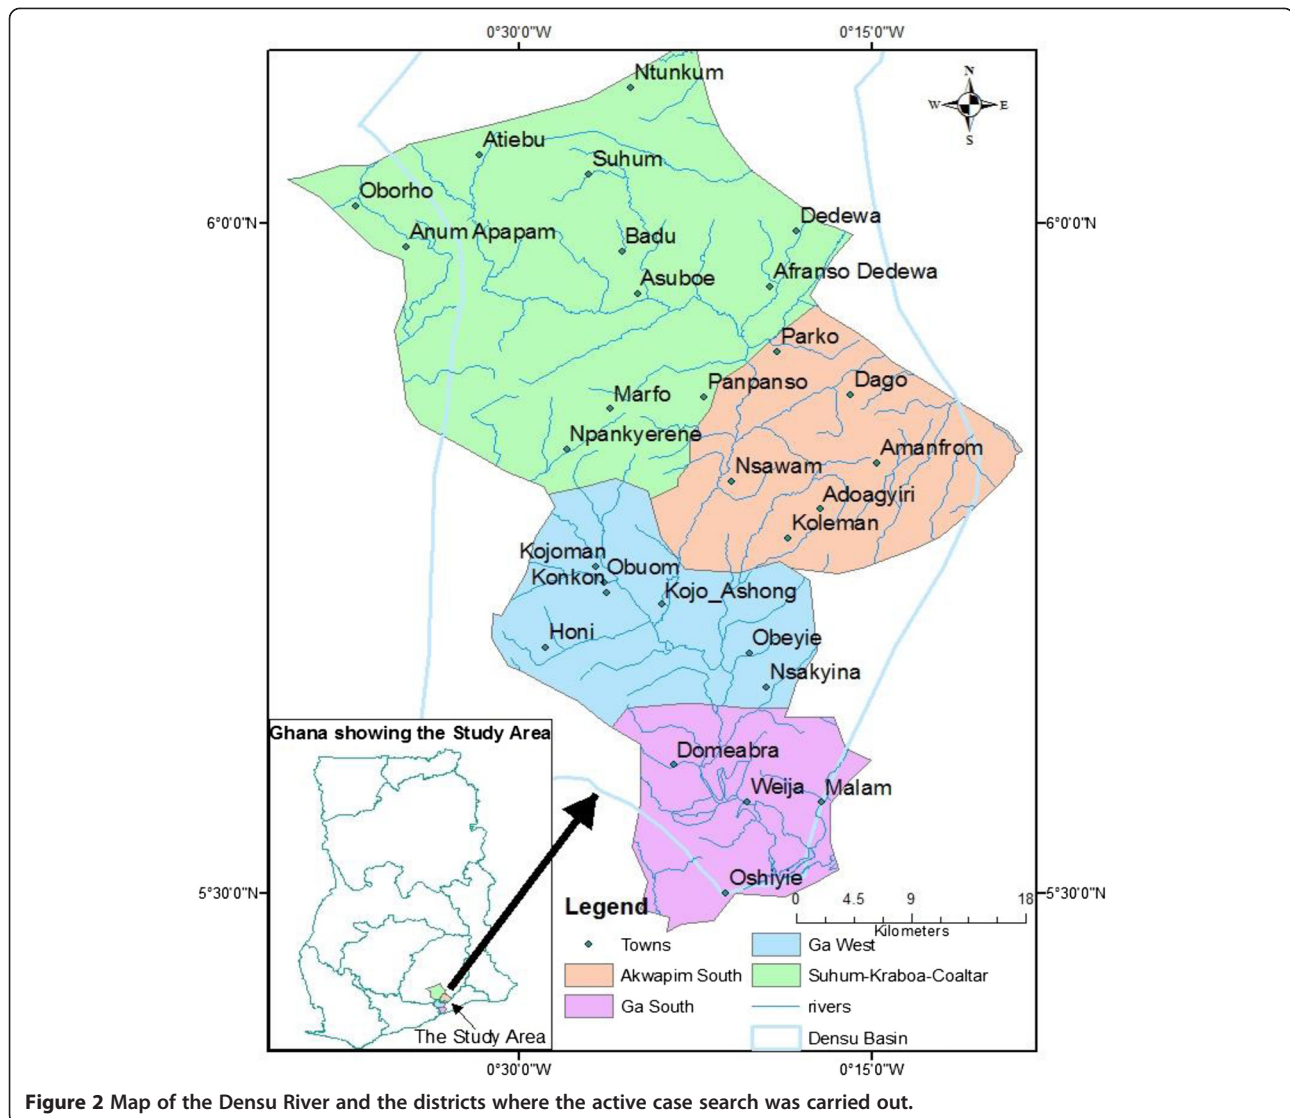 0°30'0"W
0°15'0"W
N
W
E
S
Ntunkum
Atiebu
Suhum
Oborho
Dedewa
6°0'0"N
6°0'0"N
Anum Apapam
Badu
Afranso Dedewa
Asuboe
Parko
Panpanso
Dago
Marfo
Npankyerene
Amanfrom
Nsawam
Adoagyiri
Koleman
Kojoman
Obuom
Konkon
Kojo_Ashong
Honi
Obeyie
Nsakyina
Ghana showing the Study Area
Domeabra
Weija
Malam
Oshiyie
5°30'0"N
5°30'0"N
0
4.5
9
18
Kilometers
Legend
Towns
Akwapim South
Ga South
Ga West
Suhum-Kraboa-Coaltar
rivers
Densu Basin
The Study Area
0°30'0"W
0°15'0"W
Figure 2 Map of the Densu River and the districts where the active case search was carried out.